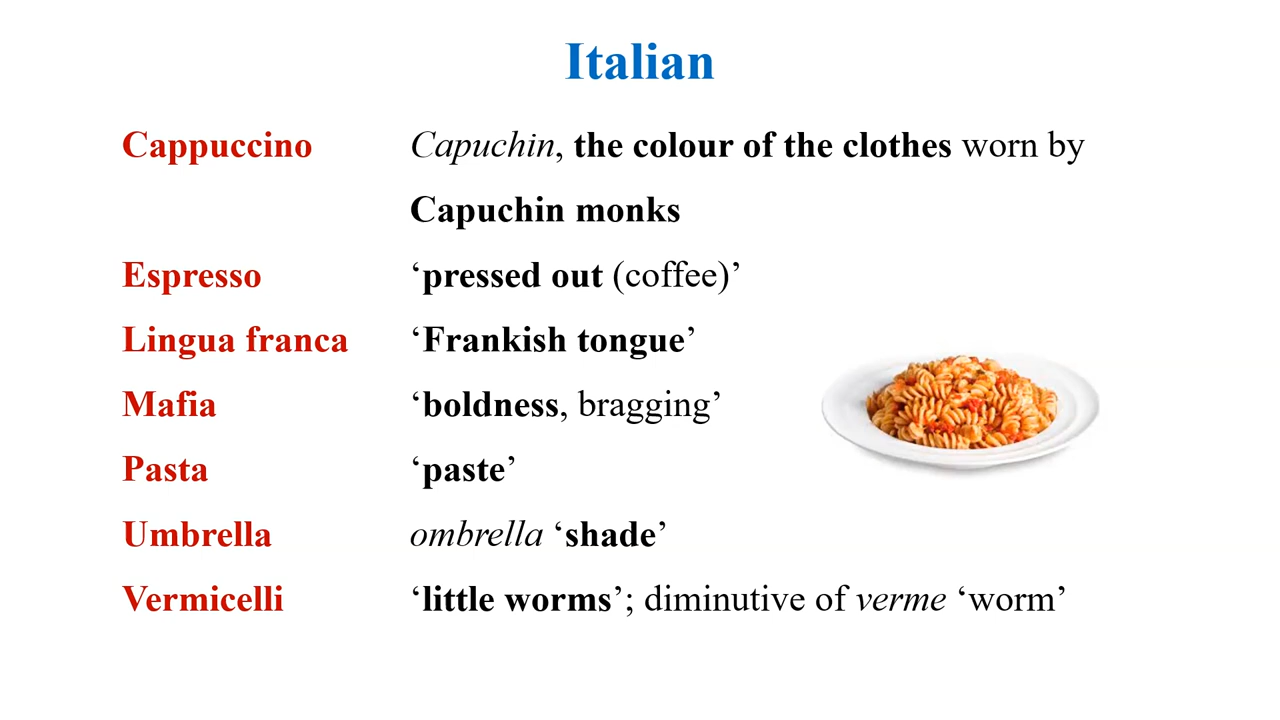 Italian
Cappuccino Capuchin, the colour of the clothes worn by
Capuchin monks
Espresso ‘pressed out (coffee)’
Lingua franca ‘Frankish tongue’
Mafia ‘boldness, bragging’
Pasta ‘paste’
Umbrella ombrella ‘shade’
Vermicelli ‘little worms’; diminutive of verme ‘worm’